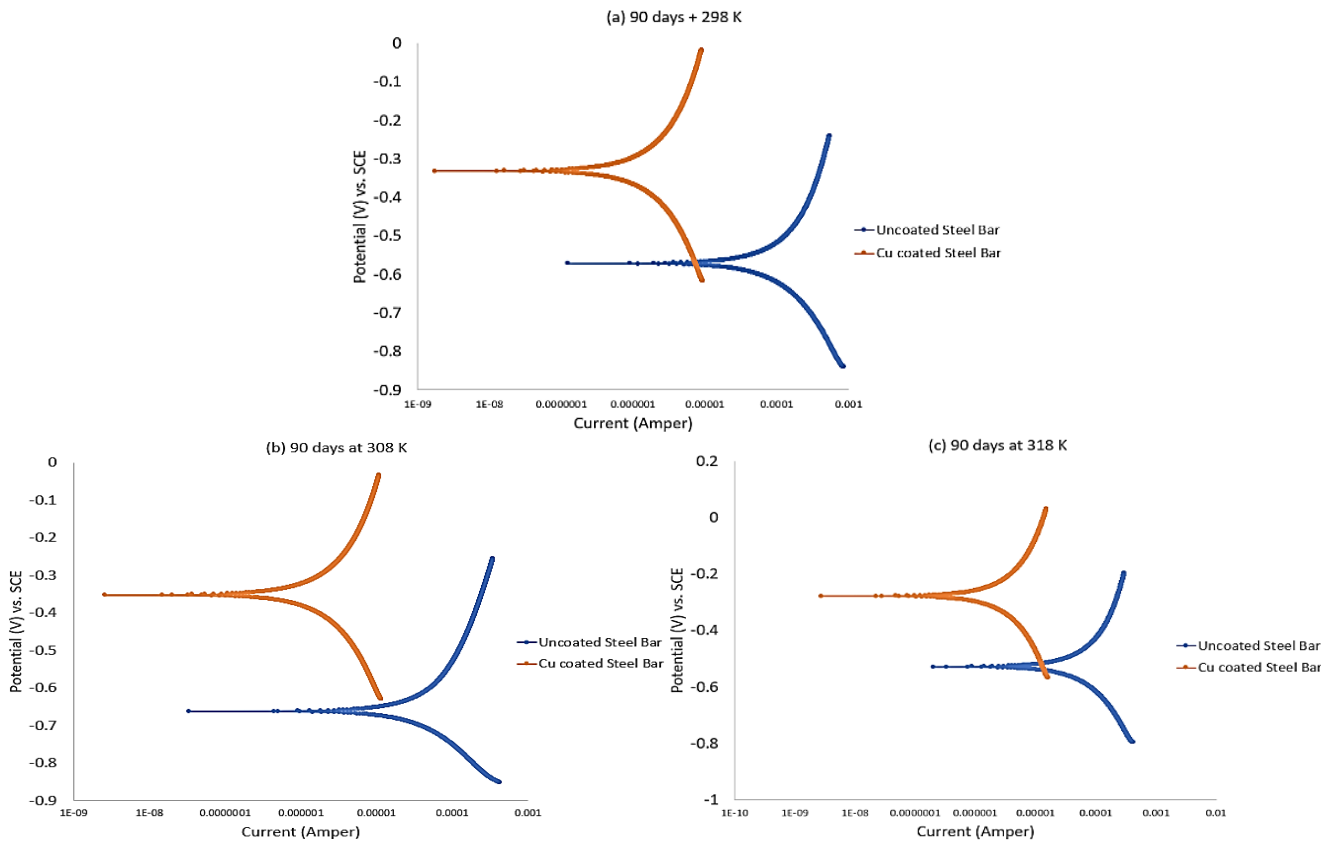 (a) 90 days + 298 K
0
-0.1
-0.2
-0.3
-0.4
-0.5
-0.6
-0.7
-0.8
-0.9
Potential (V) vs. SCE
1E-09 1E-08 0.0000001 0.000001 0.00001 0.0001 0.001
Current (Amper)
Uncoated Steel Bar
Cu coated Steel Bar
(b) 90 days at 308 K
0
-0.1
-0.2
-0.3
-0.4
-0.5
-0.6
-0.7
-0.8
-0.9
Potential (V) vs. SCE
1E-09 1E-08 0.0000001 0.000001 0.00001 0.0001 0.001
Current (Amper)
Uncoated Steel Bar
Cu coated Steel Bar
(c) 90 days at 318 K
0.2
0
-0.2
-0.4
-0.6
-0.8
-1
Potential (V) vs. SCE
1E-10 1E-09 1E-08 0.0000001 0.000001 0.00001 0.0001 0.001 0.01
Current (Amper)
Uncoated Steel Bar
Cu coated Steel Bar